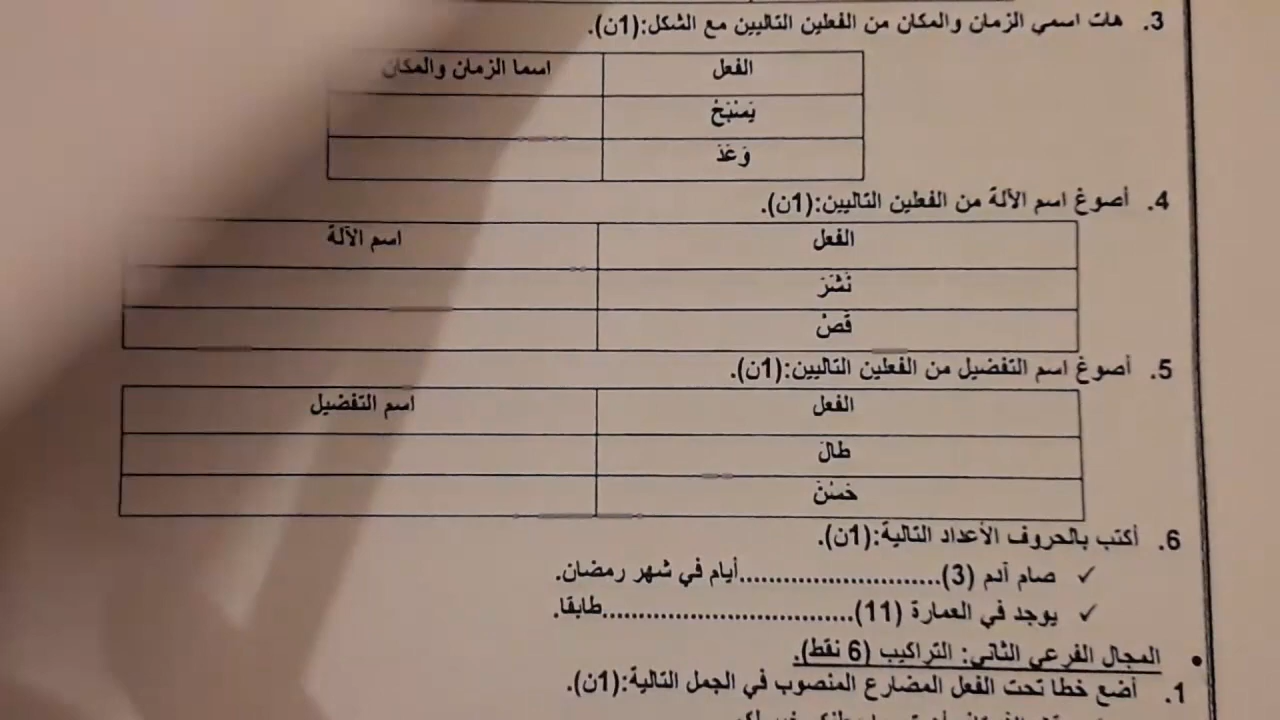 3. هات اسمي الزمان والمكان من الفعلين التاليين مع الشكل:(1ن).
الفعل اسما الزمان والمكان
يَسْبَحُ
وَعَدَ
4. أصوغ اسم الآلة من الفعلين التاليين:(1ن).
الفعل اسم الآلة
نَشَرَ
قَصَّ
5. أصوغ اسم التفضيل من الفعلين التاليين:(1ن).
الفعل اسم التفضيل
طَالَ
حَسُنَ
6. أكتب بالحروف الأعداد التالية:(1ن).
✓ صام آدم (3)...........................أيام في شهر رمضان.
✓ يوجد في العمارة (11)..................................طابقا.
• المجال الفرعي الثاني: التراكيب (6 نقط).
1. أضع خطا تحت الفعل المضارع المنصوب في الجمل التالية:(1ن).